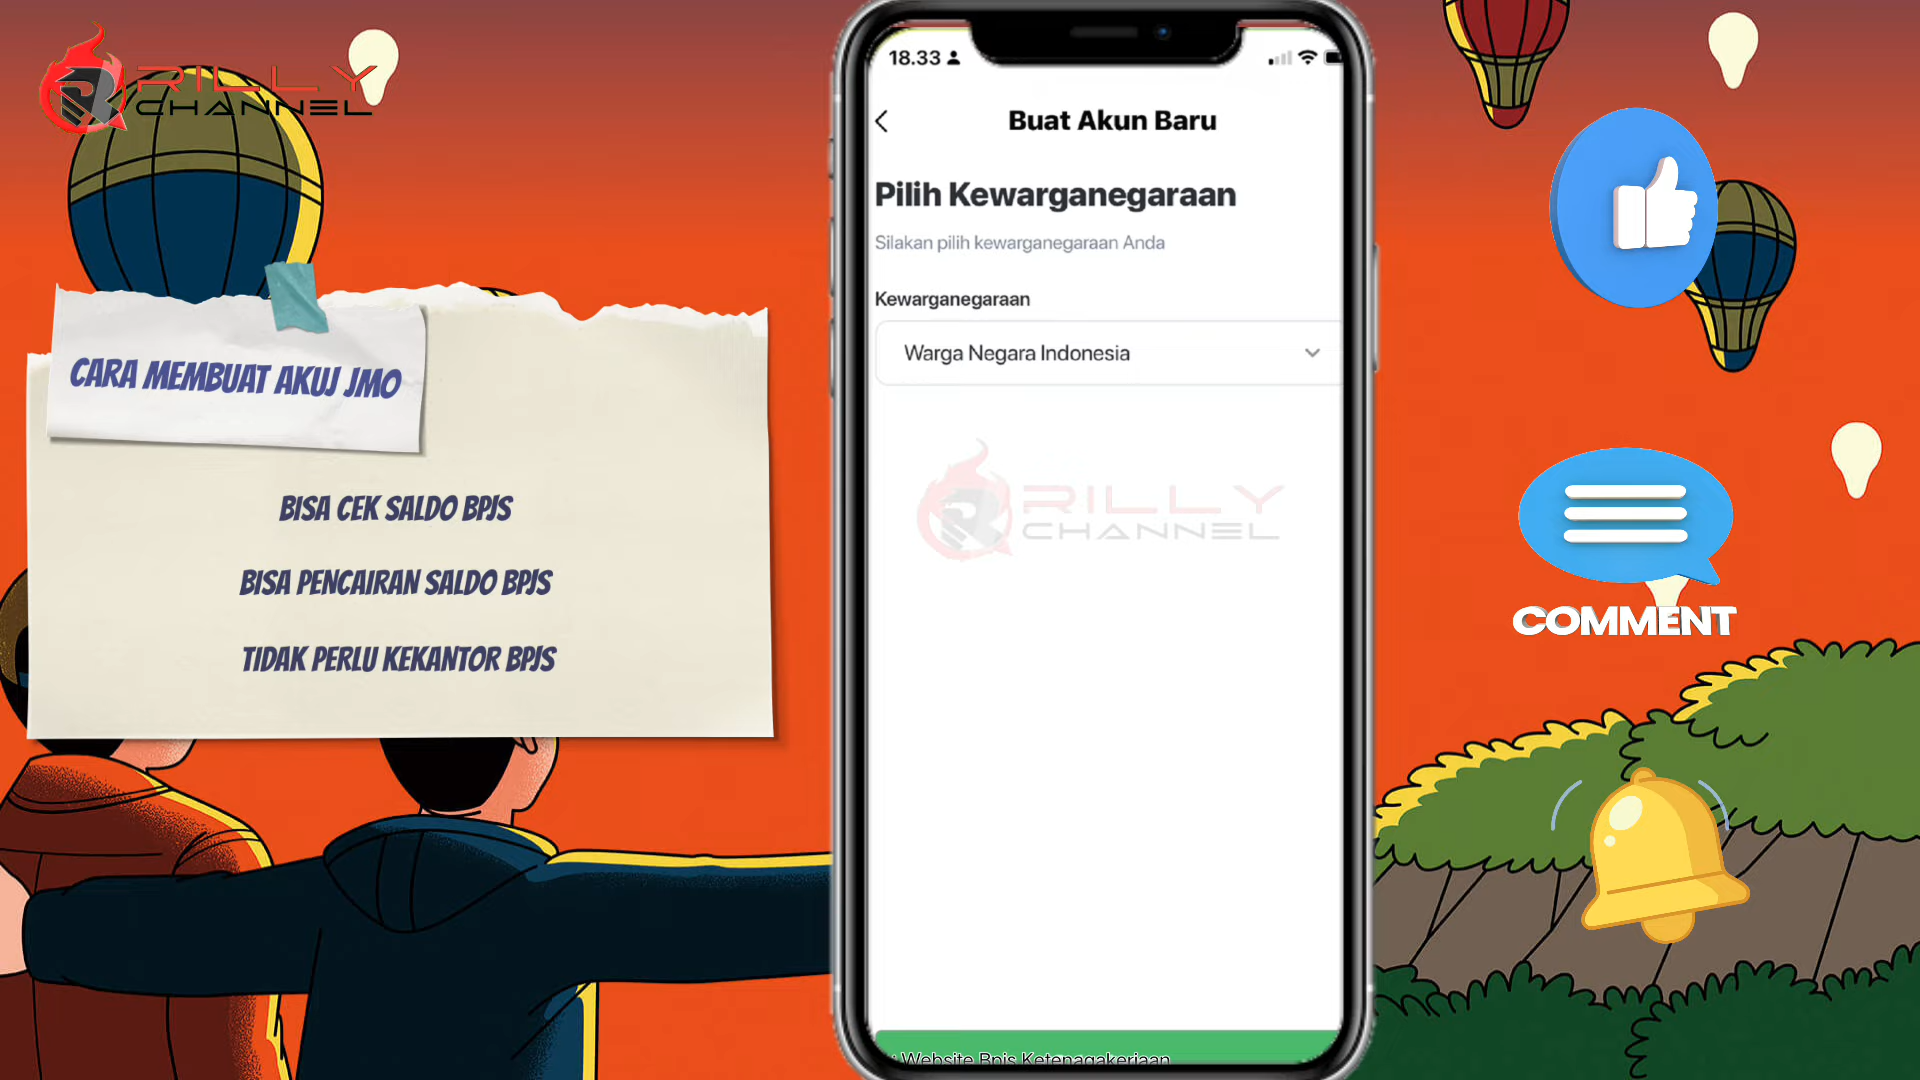 RILLY
CHANNEL
CARA MEMBUAT AKUJ JMO
BISA CEK SALDO BPJS
BISA PENCAIRAN SALDO BPJS
TIDAK PERLU KEKANTOR BPJS
18.33
Buat Akun Baru
Pilih Kewarganegaraan
Silakan pilih kewarganegaraan Anda
Kewarganegaraan
Warga Negara Indonesia
RILLY
CHANNEL
: Website Bpjs Ketenagakerjaan
COMMENT